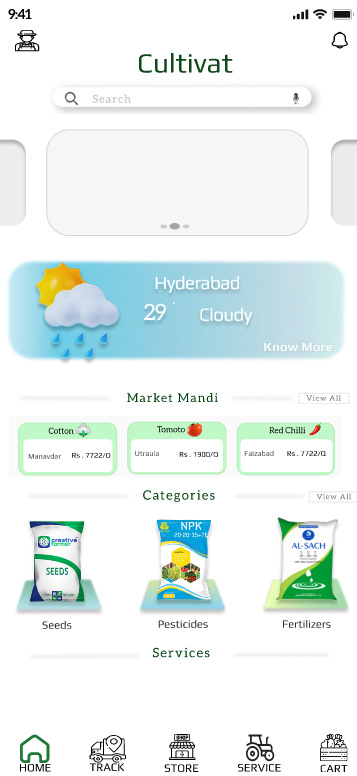 9:41
Cultivat
Search
Hyderabad
29 Cloudy
Know More
Market Mandi
View All
Cotton
Manavdar Rs. 7722/Q
Tomoto
Utraula Rs. 1900/Q
Red Chilli
Faizabad Rs. 7722/Q
Categories
View All
creative farmer
SEEDS
NPK
20-20-15+TE
AL-SACH
Seeds
Pesticides
Fertilizers
Services
SHOP
HOME
TRACK
STORE
SERVICE
CART